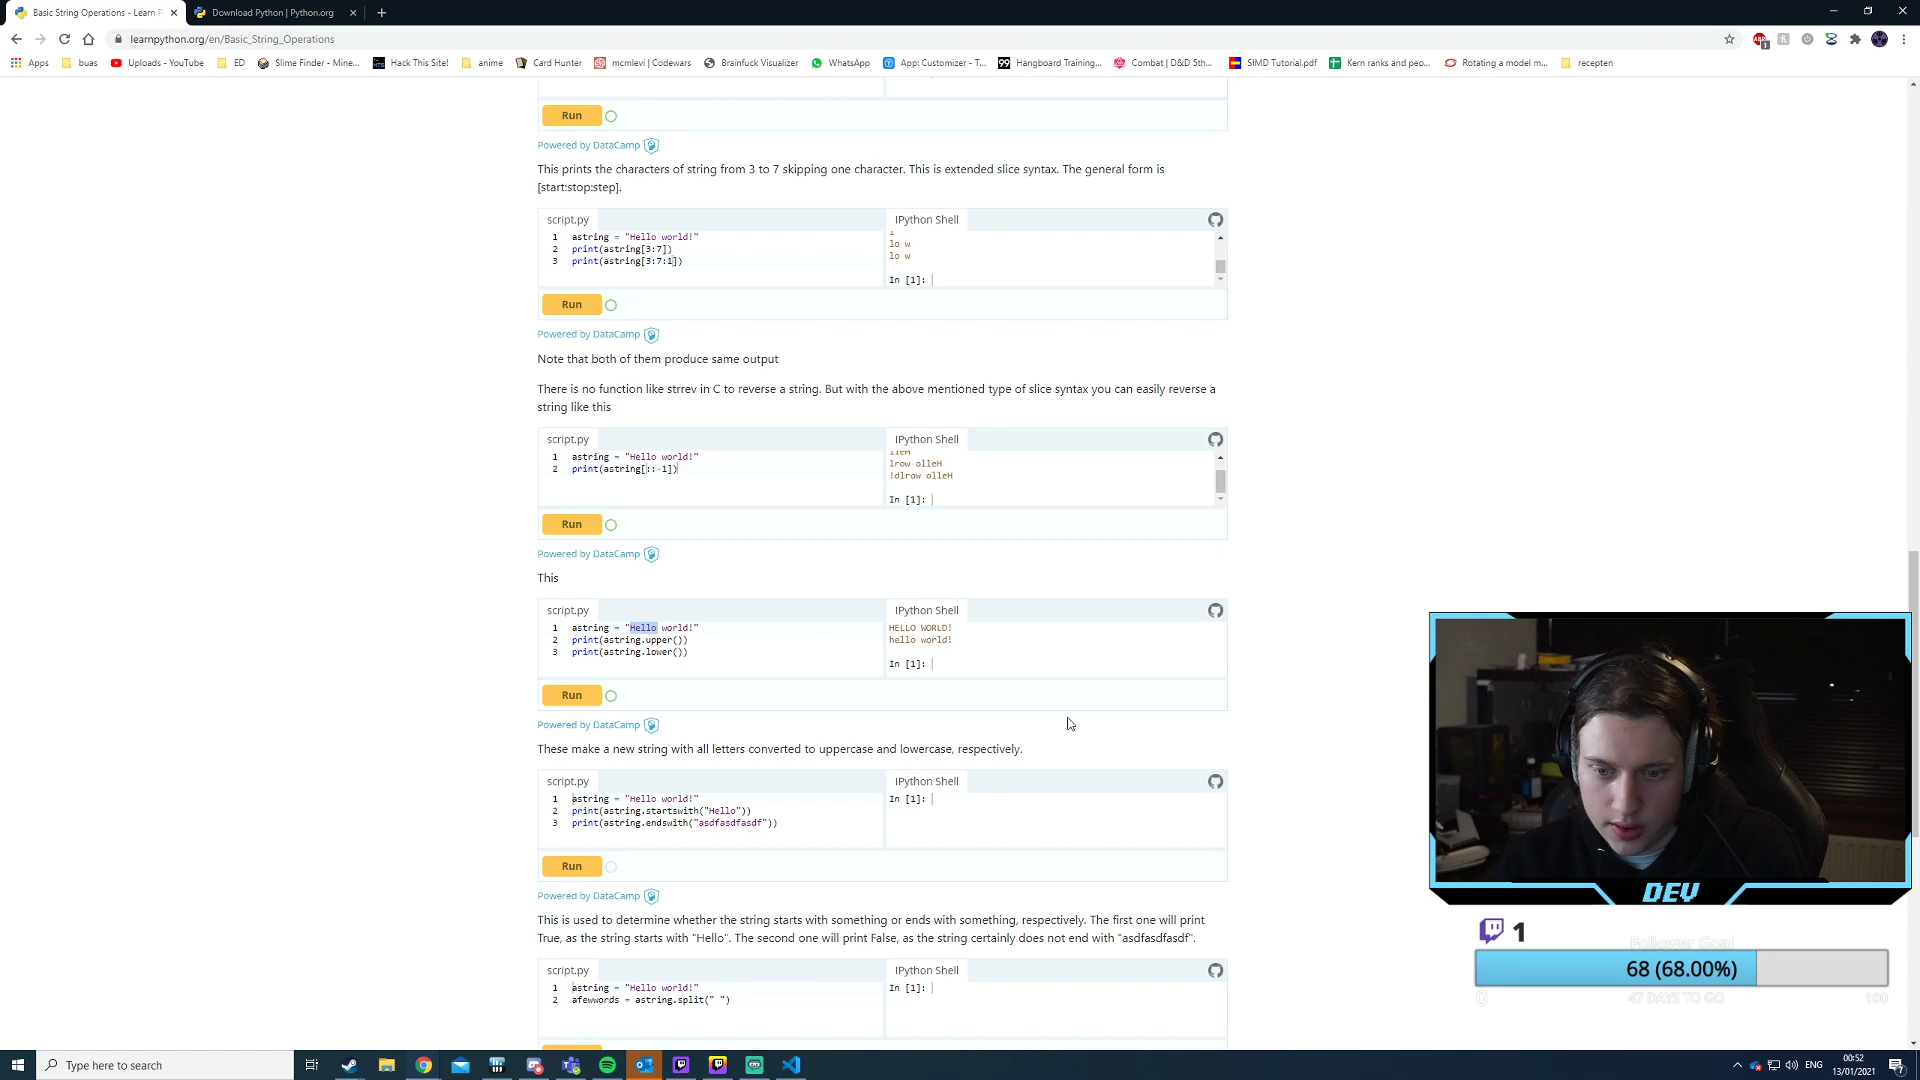 Basic String Operations - Learn P
Download Python | Python.org
learnpython.org/en/Basic_String_Operations
Apps
buas
Uploads - YouTube
ED
Slime Finder - Mine...
Hack This Site!
anime
Card Hunter
mcmlevi | Codewars
Brainfuck Visualizer
WhatsApp
App: Customizer - T...
Hangboard Training...
Combat | D&D 5th...
SIMD Tutorial.pdf
Kern ranks and peo...
Rotating a model m...
recepten
Run
Powered by DataCamp
This prints the characters of string from 3 to 7 skipping one character. This is extended slice syntax. The general form is
[start:stop:step].
script.py
IPython Shell
1 astring = "Hello world!"
2 print(astring[3:7])
3 print(astring[3:7:1])
lo w
lo w
In [1]:
Run
Powered by DataCamp
Note that both of them produce same output
There is no function like strrev in C to reverse a string. But with the above mentioned type of slice syntax you can easily reverse a
string like this
script.py
IPython Shell
1 astring = "Hello world!"
2 print(astring[::-1])
lleH
lrow olleH
!dlrow olleH
In [1]:
Run
Powered by DataCamp
This
script.py
IPython Shell
1 astring = "Hello world!"
2 print(astring.upper())
3 print(astring.lower())
HELLO WORLD!
hello world!
In [1]:
Run
Powered by DataCamp
These make a new string with all letters converted to uppercase and lowercase, respectively.
script.py
IPython Shell
1 astring = "Hello world!"
2 print(astring.startswith("Hello"))
3 print(astring.endswith("asdfasdfasdf"))
In [1]:
Run
Powered by DataCamp
This is used to determine whether the string starts with something or ends with something, respectively. The first one will print
True, as the string starts with "Hello". The second one will print False, as the string certainly does not end with "asdfasdfasdf".
script.py
IPython Shell
1 astring = "Hello world!"
2 afewwords = astring.split(" ")
In [1]:
DEV
1
Follower Goal
68 (68.00%)
0
47 DAYS TO GO
100
Type here to search
ENG
00:52
13/01/2021